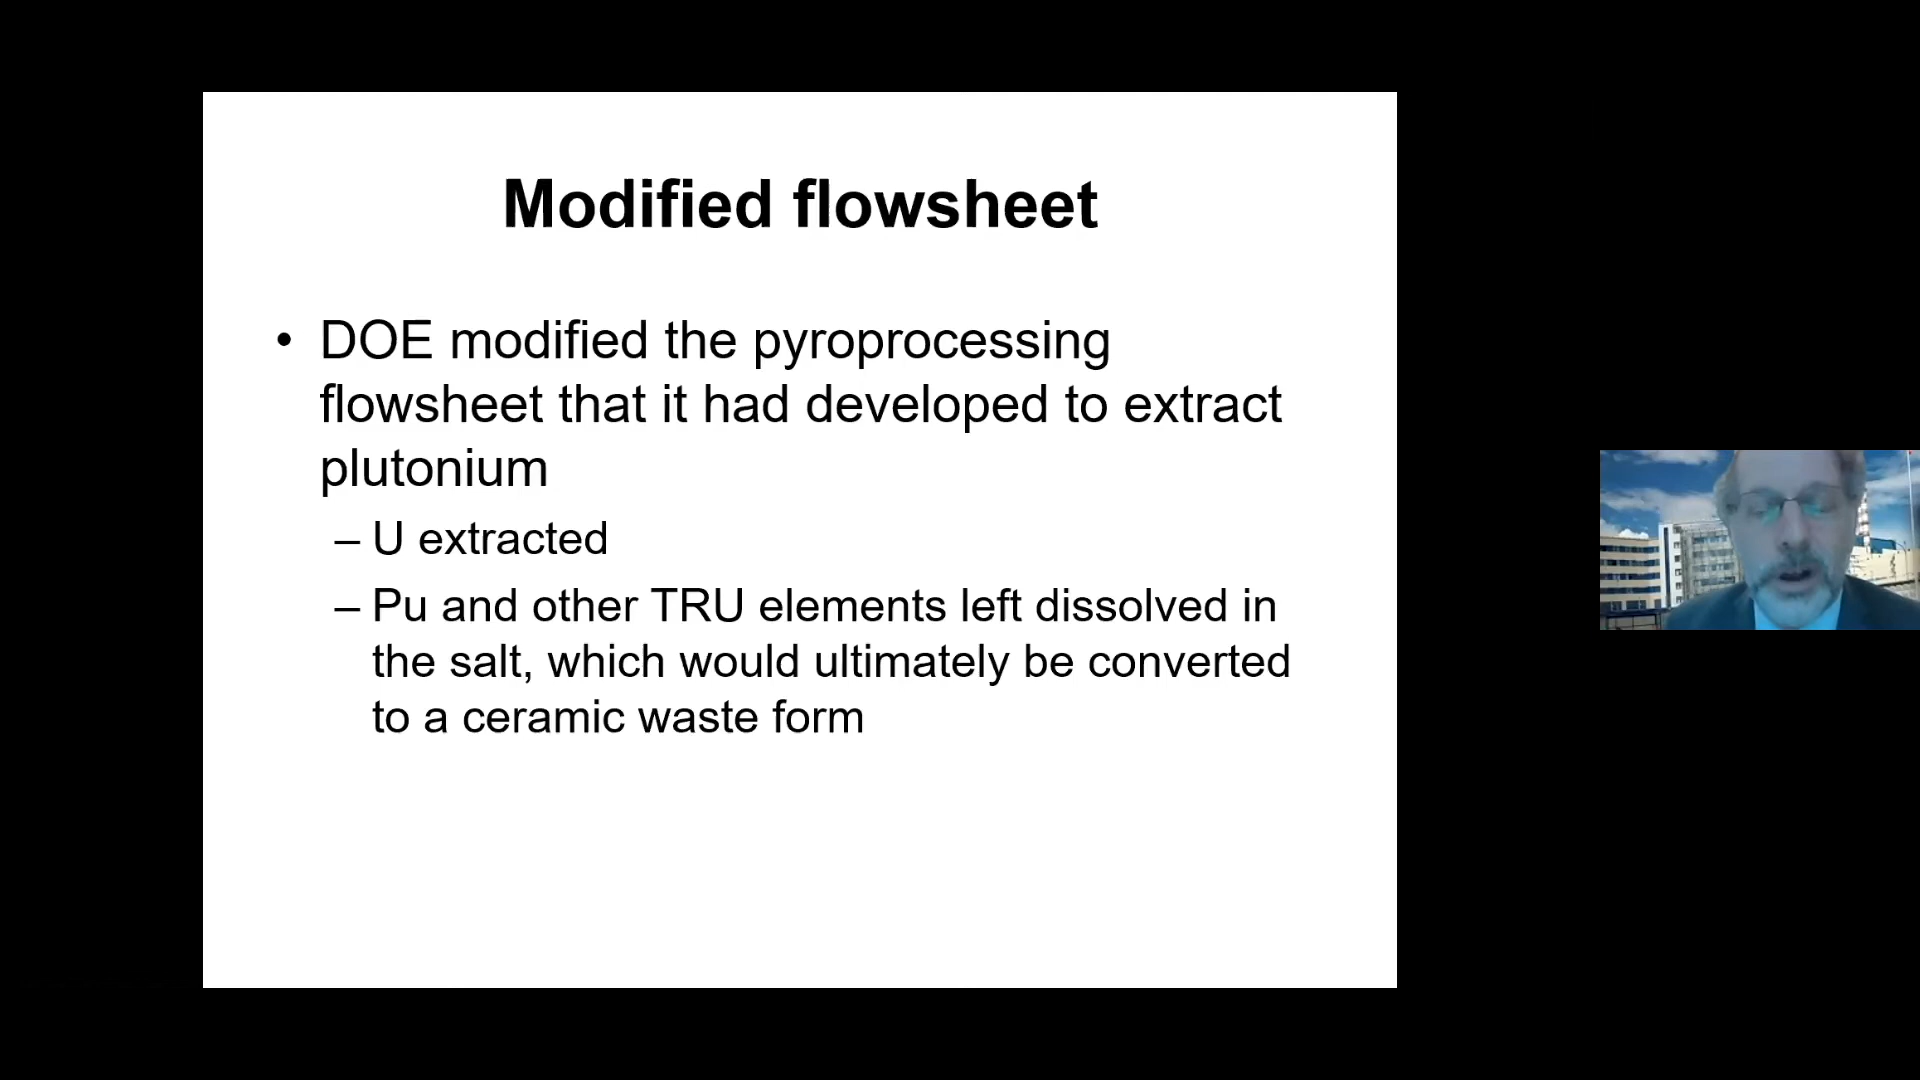 Modified flowsheet
• DOE modified the pyroprocessing
flowsheet that it had developed to extract
plutonium
– U extracted
– Pu and other TRU elements left dissolved in
the salt, which would ultimately be converted
to a ceramic waste form